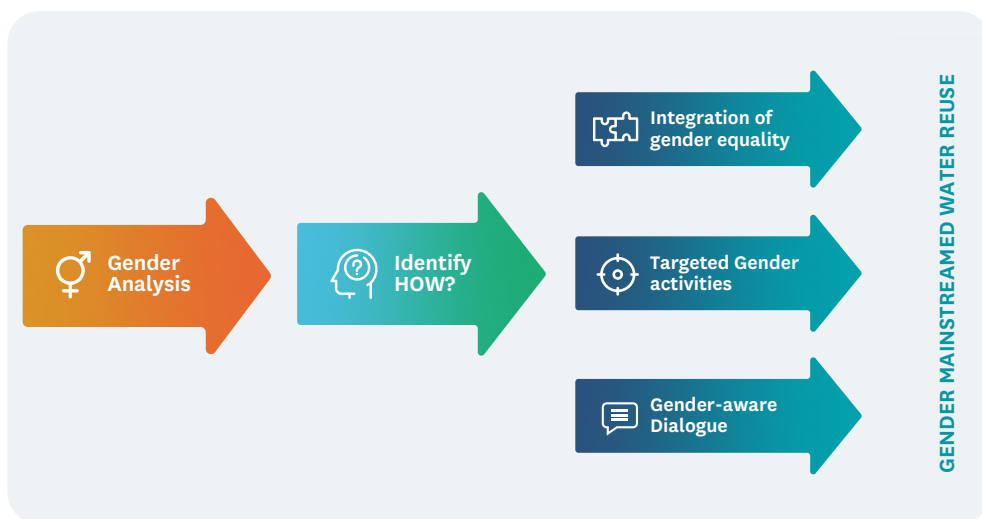 Gender
Analysis
Identify
HOW?
Integration of
gender equality
Targeted Gender
activities
Gender-aware
Dialogue
GENDER MAINSTREAMED WATER REUSE